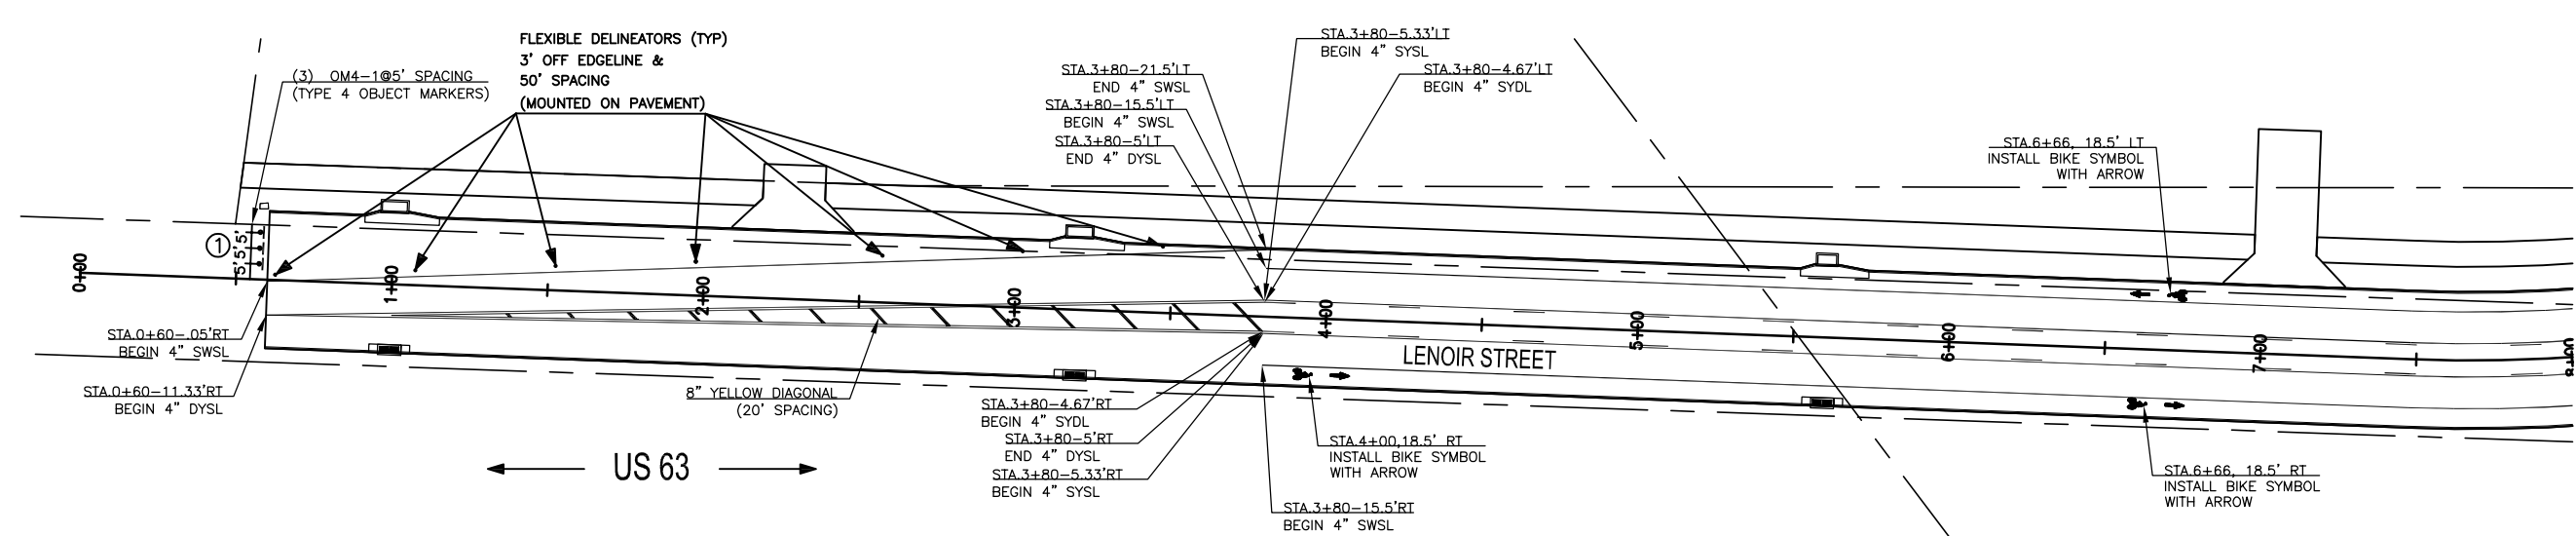 FLEXIBLE DELINEATORS (TYP)
3' OFF EDGELINE &
50' SPACING
(MOUNTED ON PAVEMENT)
(3) OM4-1@5' SPACING
(TYPE 4 OBJECT MARKERS)
STA.3+80-5.33'LT
BEGIN 4" SYSL
STA.3+80-21.5'LT
END 4" SWSL
STA.3+80-4.67'LT
BEGIN 4" SYDL
STA.3+80-15.5'LT
BEGIN 4" SWSL
STA.3+80-5'LT
END 4" DYSL
STA.6+66, 18.5' LT
INSTALL BIKE SYMBOL
WITH ARROW
1
5'5'5'
0+00
1+00
2+00
3+00
4+00
5+00
6+00
7+00
8+00
LENOIR STREET
STA.0+60-.05'RT
BEGIN 4" SWSL
STA.0+60-11.33'RT
BEGIN 4" DYSL
8" YELLOW DIAGONAL
(20' SPACING)
STA.3+80-4.67'RT
BEGIN 4" SYDL
STA.3+80-5'RT
END 4" DYSL
STA.3+80-5.33'RT
BEGIN 4" SYSL
STA.4+00,18.5' RT
INSTALL BIKE SYMBOL
WITH ARROW
STA.3+80-15.5'RT
BEGIN 4" SWSL
STA.6+66, 18.5' RT
INSTALL BIKE SYMBOL
WITH ARROW
US 63